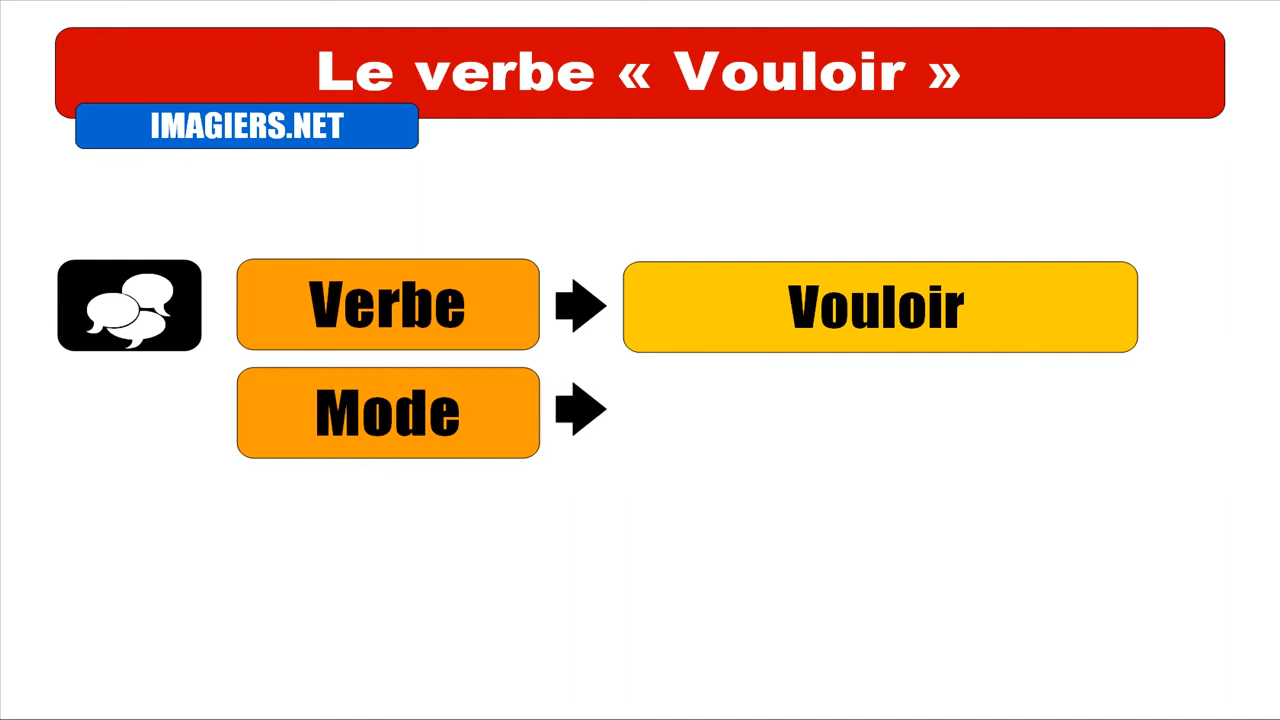 Le verbe « Vouloir »
IMAGIERS.NET
Verbe
Vouloir
Mode